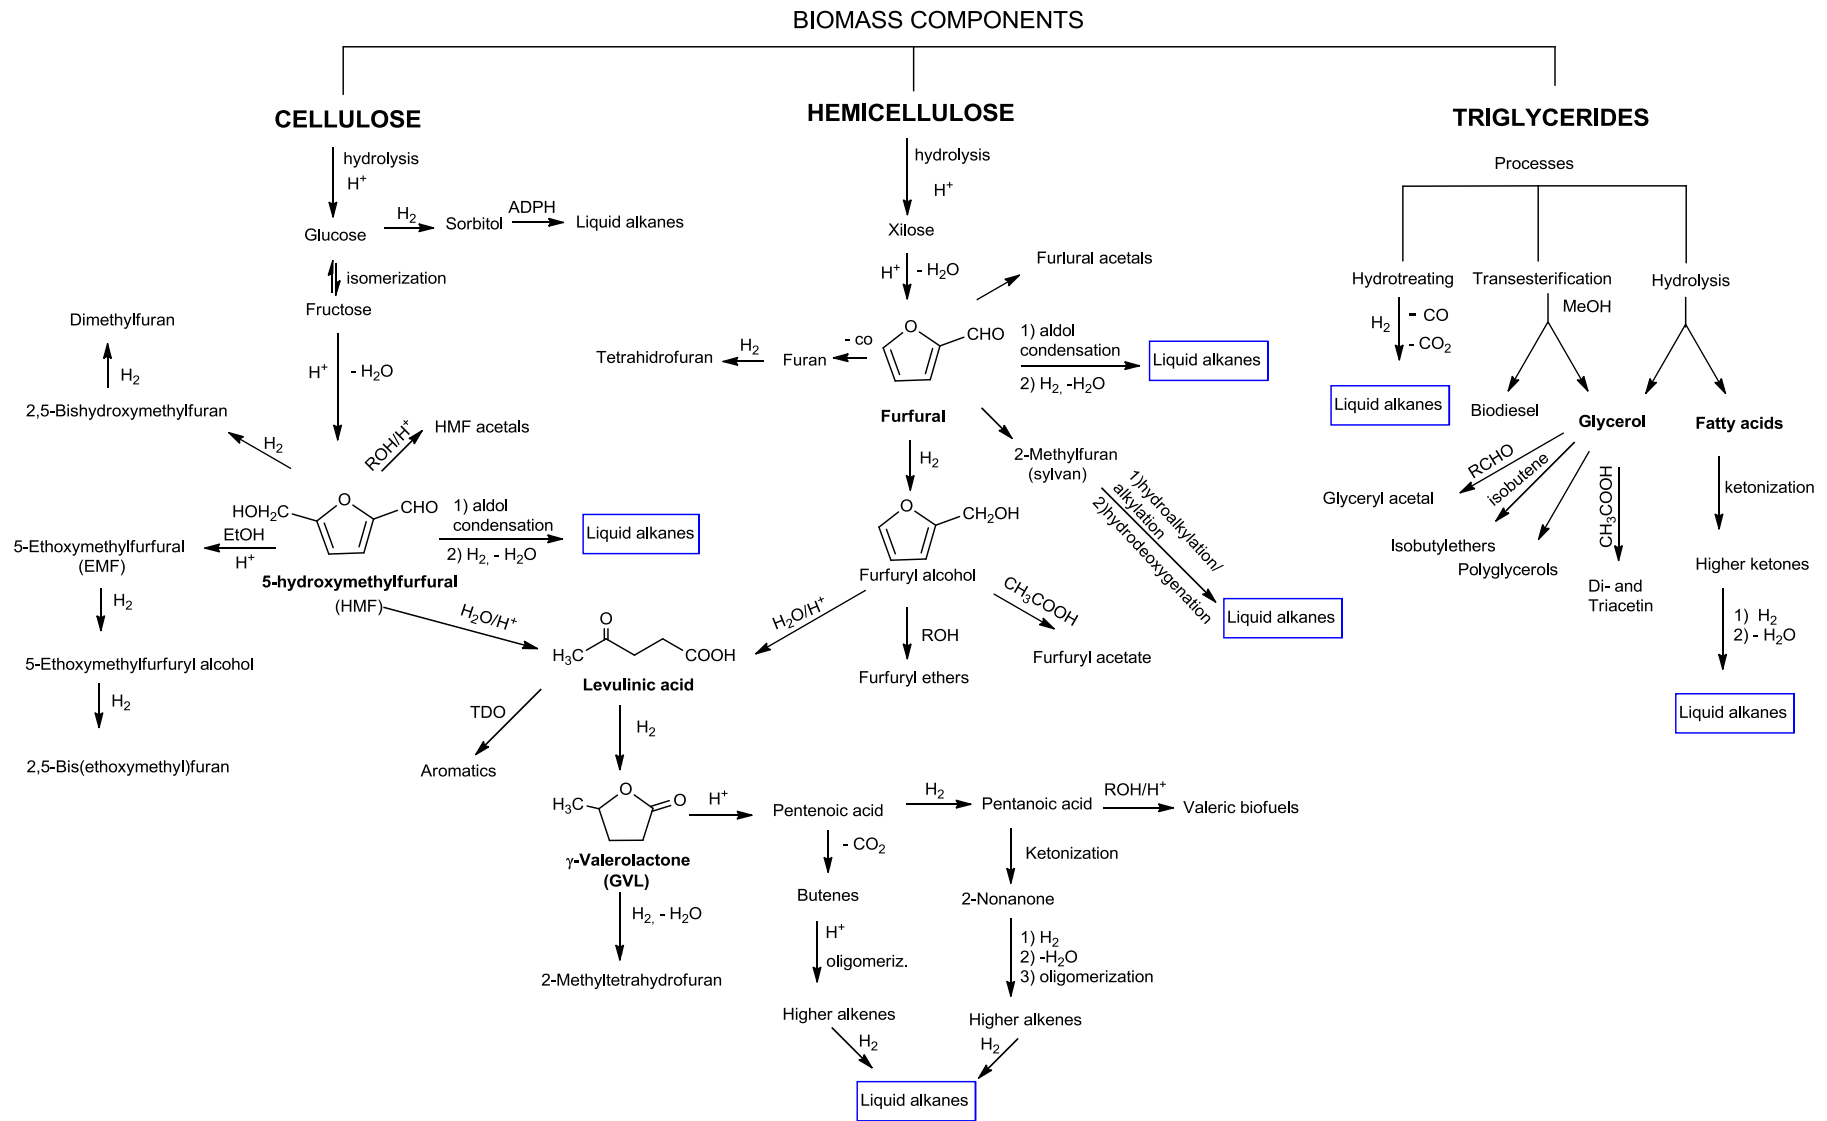 BIOMASS COMPONENTS
CELLULOSE
hydrolysis
H+
Glucose
H2
Sorbitol
ADPH
Liquid alkanes
isomerization
Fructose
H+
- H2O
Dimethylfuran
H2
2,5-Bishydroxymethylfuran
H2
ROH/H+
HMF acetals
HOH2C
O
CHO
1) aldol
condensation
2) H2, - H2O
Liquid alkanes
EtOH
H+
5-Ethoxymethylfurfural
(EMF)
5-hydroxymethylfurfural
(HMF)
H2
5-Ethoxymethylfurfuryl alcohol
H2
2,5-Bis(ethoxymethyl)furan
H2O/H+
HEMICELLULOSE
hydrolysis
H+
Xilose
H+
- H2O
Furlural acetals
O
CHO
- co
Furan
H2
Tetrahidrofuran
1) aldol
condensation
2) H2, -H2O
Liquid alkanes
Furfural
H2
2-Methylfuran
(sylvan)
1)hydroalkylation/
alkylation
2)hydrodeoxygenation
Liquid alkanes
O
CH2OH
Furfuryl alcohol
H2O/H+
ROH
Furfuryl ethers
CH3COOH
Furfuryl acetate
O
H3C
COOH
Levulinic acid
TDO
Aromatics
H2
H3C
O
O
γ-Valerolactone
(GVL)
H2, - H2O
2-Methyltetrahydrofuran
H+
Pentenoic acid
H2
Pentanoic acid
ROH/H+
Valeric biofuels
- CO2
Butenes
H+
oligomeriz.
Higher alkenes
H2
Ketonization
2-Nonanone
1) H2
2) -H2O
3) oligomerization
Higher alkenes
H2
Liquid alkanes
TRIGLYCERIDES
Processes
Hydrotreating
H2
- CO
- CO2
Liquid alkanes
Transesterification
MeOH
Biodiesel
Hydrolysis
Glycerol
Fatty acids
RCHO
Glyceryl acetal
isobutene
Isobutylethers
Polyglycerols
CH3COOH
Di- and
Triacetin
ketonization
Higher ketones
1) H2
2) - H2O
Liquid alkanes